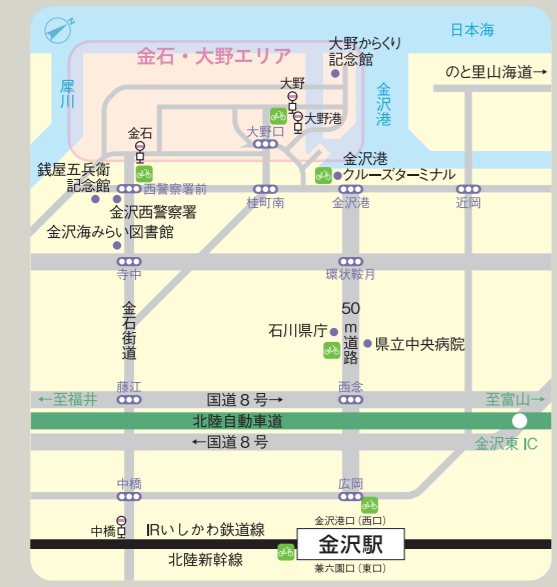 日本海
大野からくり
記念館
金石・大野エリア
のと里山海道→
犀川
大野
金沢港
大野港
金石
大野口
銭屋五兵衛
記念館
金沢港
クルーズターミナル
西警察署前
桂町南
金沢港
近岡
金沢西警察署
金沢海みらい図書館
寺中
環状鞍月
金石街道
50m道路
石川県庁
県立中央病院
藤江
西念
←至福井
国道8号→
至富山→
北陸自動車道
←国道8号
金沢東IC
中橋
広岡
中橋
IRいしかわ鉄道線
金沢港口(西口)
金沢駅
北陸新幹線
兼六園口(東口)